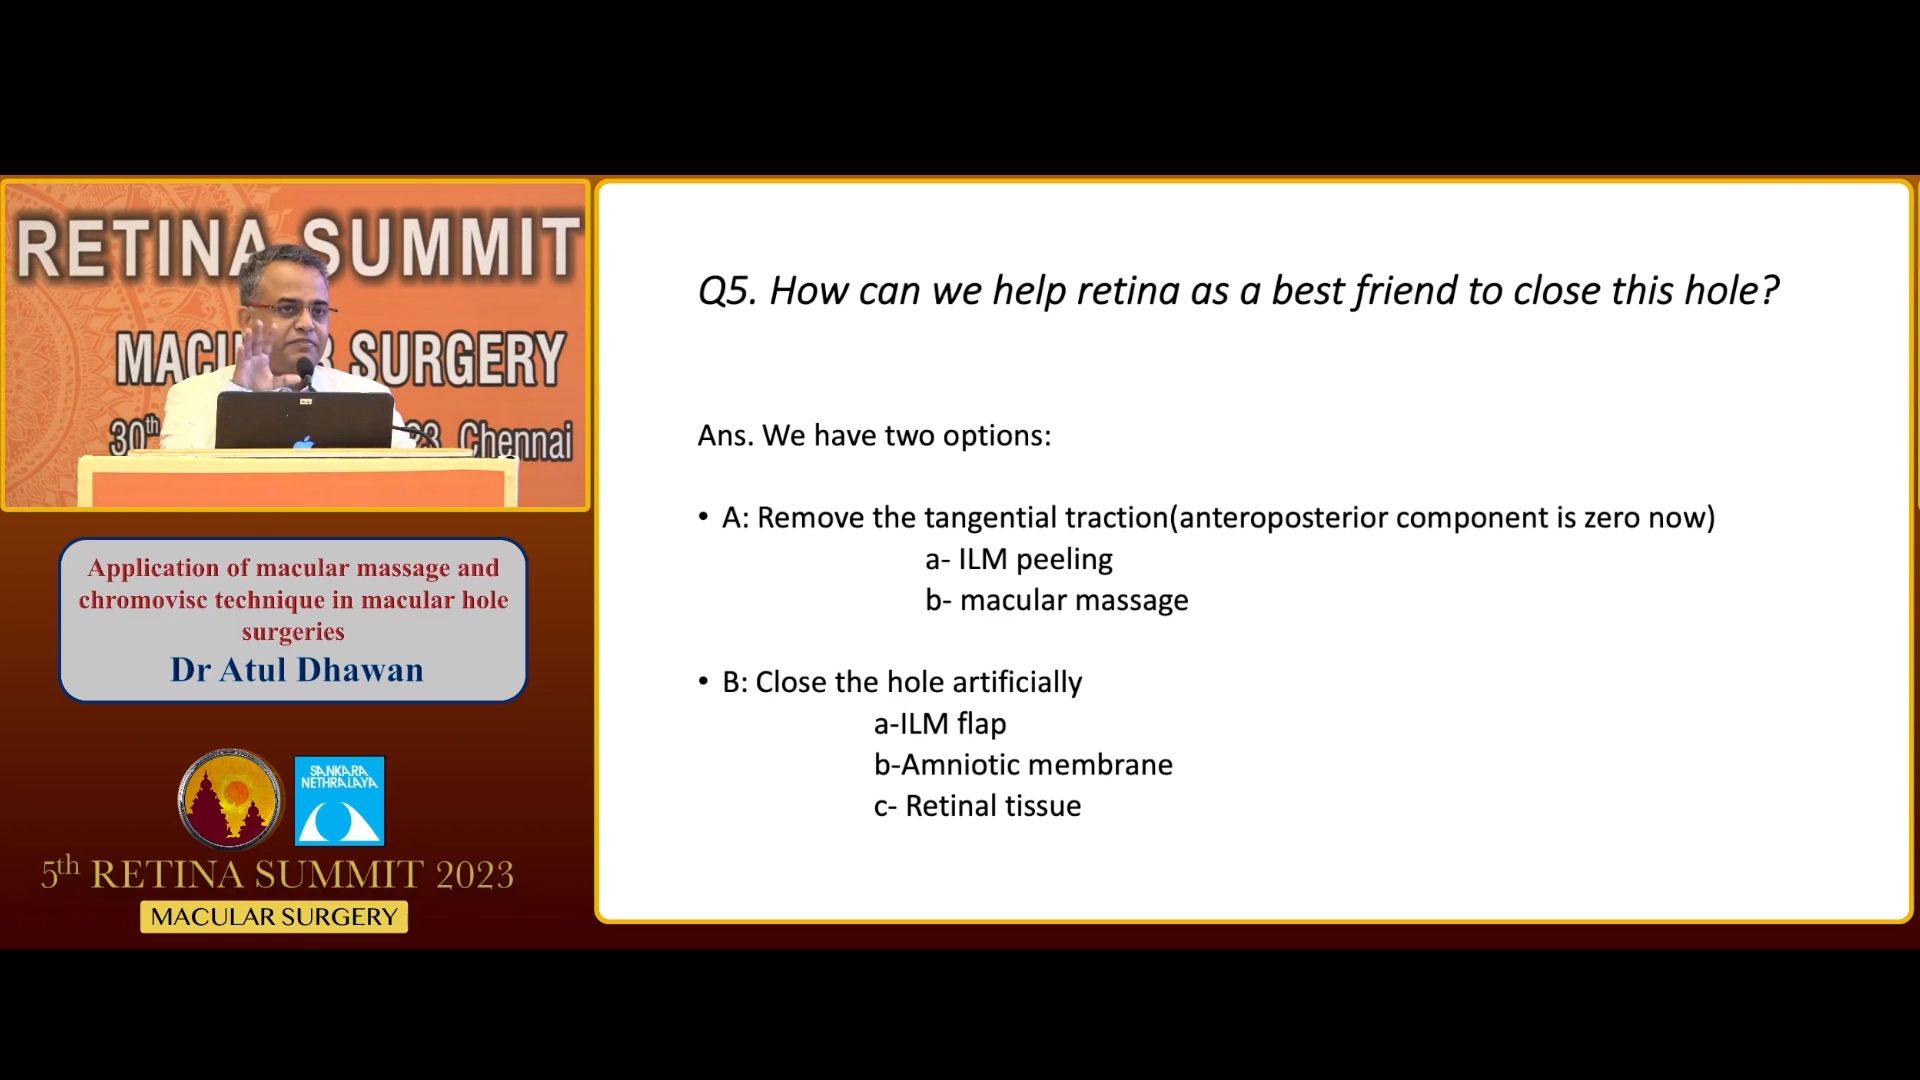 RETINA SUMMIT
SURGERY
30th
Chennai
Application of macular massage and
chromovisc technique in macular hole
surgeries
Dr Atul Dhawan
SANKARA
NETHRALAYA
5th RETINA SUMMIT 2023
MACULAR SURGERY
Q5. How can we help retina as a best friend to close this hole?
Ans. We have two options:
• A: Remove the tangential traction(anteroposterior component is zero now)
a- ILM peeling
b- macular massage
• B: Close the hole artificially
a-ILM flap
b-Amniotic membrane
c- Retinal tissue